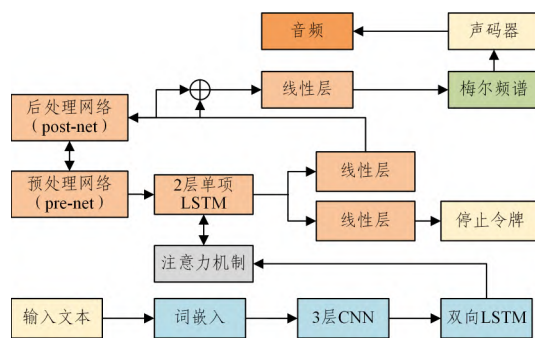 音频
声码器
后处理网络
(post-net)
线性层
梅尔频谱
预处理网络
(pre-net)
2层单项
LSTM
线性层
线性层
停止令牌
注意力机制
输入文本
词嵌入
3层CNN
双向LSTM